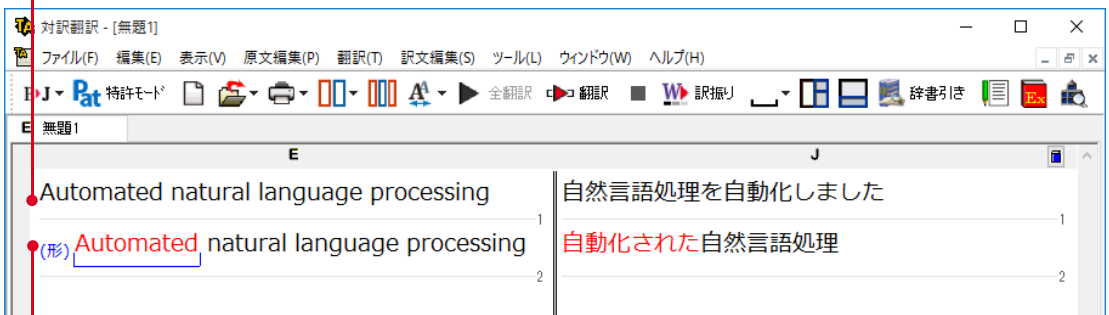 対訳翻訳 - [無題1]
ファイル(F) 編集(E) 表示(V) 原文編集(P) 翻訳(T) 訳文編集(S) ツール(L) ウィンドウ(W) ヘルプ(H)
EJ Pat 特許モード 全翻訳 翻訳 W 訳振り 辞書引き Ex
E 無題1
E J
Automated natural language processing 自然言語処理を自動化しました
1 1
(形) Automated natural language processing 自動化された自然言語処理
2 2